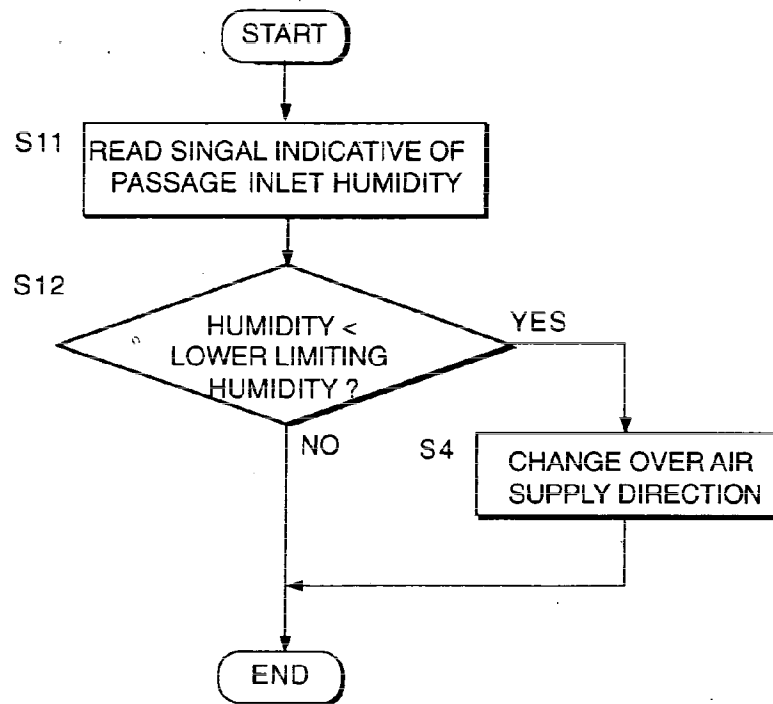 START
S11
READ SINGAL INDICATIVE OF
PASSAGE INLET HUMIDITY
S12
HUMIDITY <
LOWER LIMITING
HUMIDITY ?
YES
NO
S4
CHANGE OVER AIR
SUPPLY DIRECTION
END